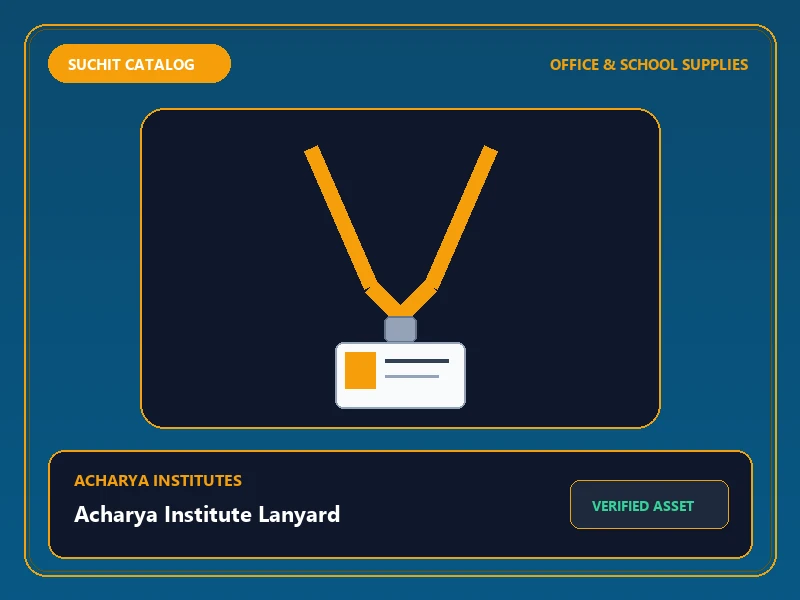 SUCHIT CATALOG
OFFICE & SCHOOL SUPPLIES
ACHARYA INSTITUTES
Acharya Institute Lanyard
VERIFIED ASSET